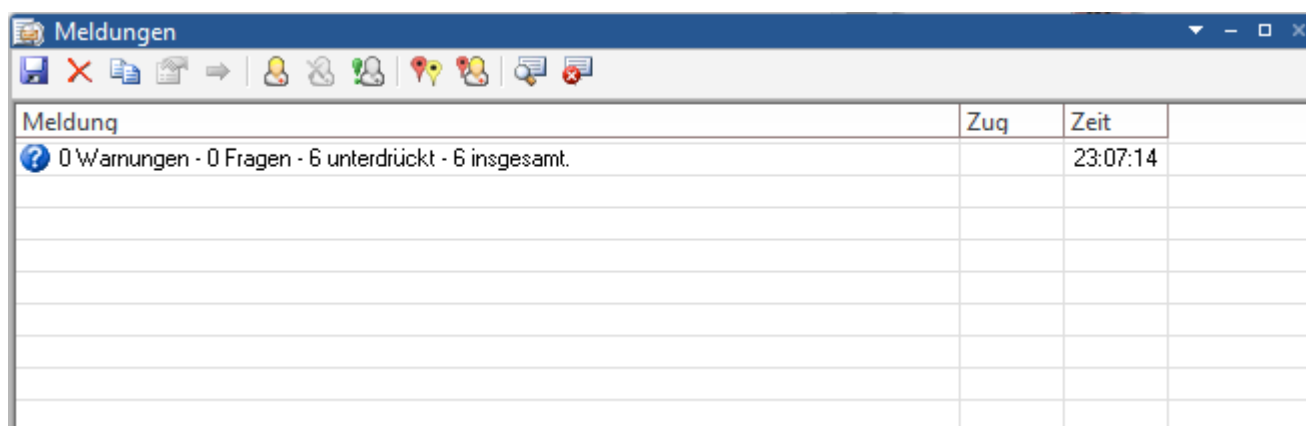 Meldungen
Meldung Zug Zeit
0 Warnungen - 0 Fragen - 6 unterdrückt - 6 insgesamt. 23:07:14